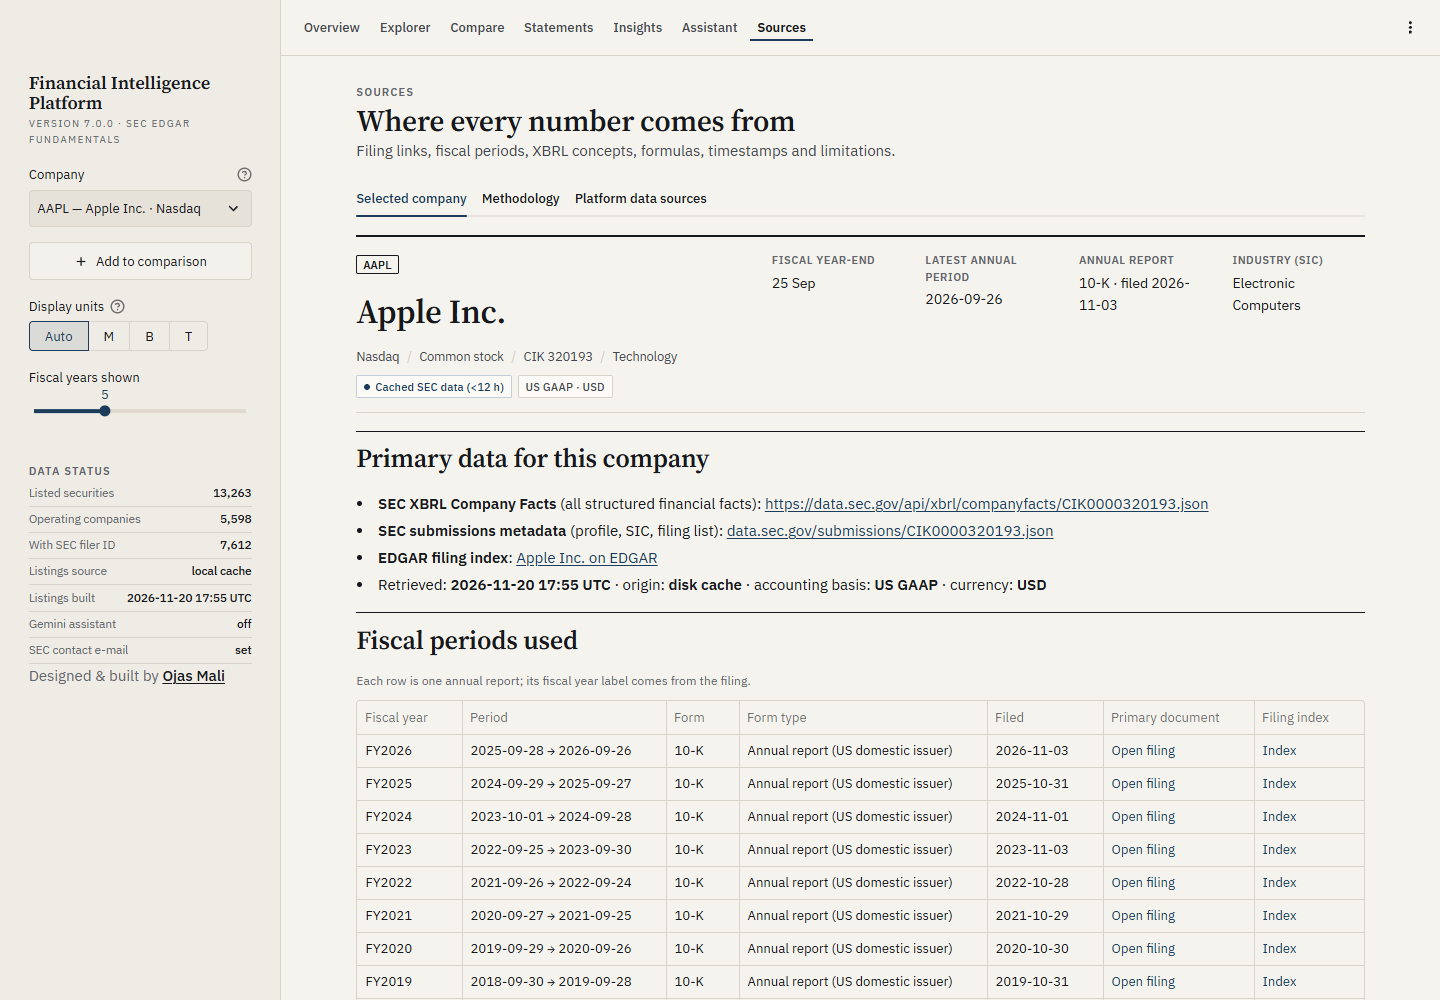 Financial Intelligence
Platform
VERSION 7.0.0 · SEC EDGAR
FUNDAMENTALS
Company
AAPL — Apple Inc. · Nasdaq
+ Add to comparison
Display units
Auto M B T
Fiscal years shown
5
DATA STATUS
Listed securities 13,263
Operating companies 5,598
With SEC filer ID 7,612
Listings source local cache
Listings built 2026-11-20 17:55 UTC
Gemini assistant off
SEC contact e-mail set
Designed & built by Ojas Mali
Overview Explorer Compare Statements Insights Assistant Sources
SOURCES
Where every number comes from
Filing links, fiscal periods, XBRL concepts, formulas, timestamps and limitations.
Selected company Methodology Platform data sources
AAPL
Apple Inc.
Nasdaq / Common stock / CIK 320193 / Technology
Cached SEC data (<12 h) US GAAP · USD
FISCAL YEAR-END
25 Sep
LATEST ANNUAL
PERIOD
2026-09-26
ANNUAL REPORT
10-K · filed 2026-
11-03
INDUSTRY (SIC)
Electronic
Computers
Primary data for this company
• SEC XBRL Company Facts (all structured financial facts): https://data.sec.gov/api/xbrl/companyfacts/CIK0000320193.json
• SEC submissions metadata (profile, SIC, filing list): data.sec.gov/submissions/CIK0000320193.json
• EDGAR filing index: Apple Inc. on EDGAR
• Retrieved: 2026-11-20 17:55 UTC · origin: disk cache · accounting basis: US GAAP · currency: USD
Fiscal periods used
Each row is one annual report; its fiscal year label comes from the filing.
Fiscal year Period Form Form type Filed Primary document Filing index
FY2026 2025-09-28 → 2026-09-26 10-K Annual report (US domestic issuer) 2026-11-03 Open filing Index
FY2025 2024-09-29 → 2025-09-27 10-K Annual report (US domestic issuer) 2025-10-31 Open filing Index
FY2024 2023-10-01 → 2024-09-28 10-K Annual report (US domestic issuer) 2024-11-01 Open filing Index
FY2023 2022-09-25 → 2023-09-30 10-K Annual report (US domestic issuer) 2023-11-03 Open filing Index
FY2022 2021-09-26 → 2022-09-24 10-K Annual report (US domestic issuer) 2022-10-28 Open filing Index
FY2021 2020-09-27 → 2021-09-25 10-K Annual report (US domestic issuer) 2021-10-29 Open filing Index
FY2020 2019-09-29 → 2020-09-26 10-K Annual report (US domestic issuer) 2020-10-30 Open filing Index
FY2019 2018-09-30 → 2019-09-28 10-K Annual report (US domestic issuer) 2019-10-31 Open filing Index